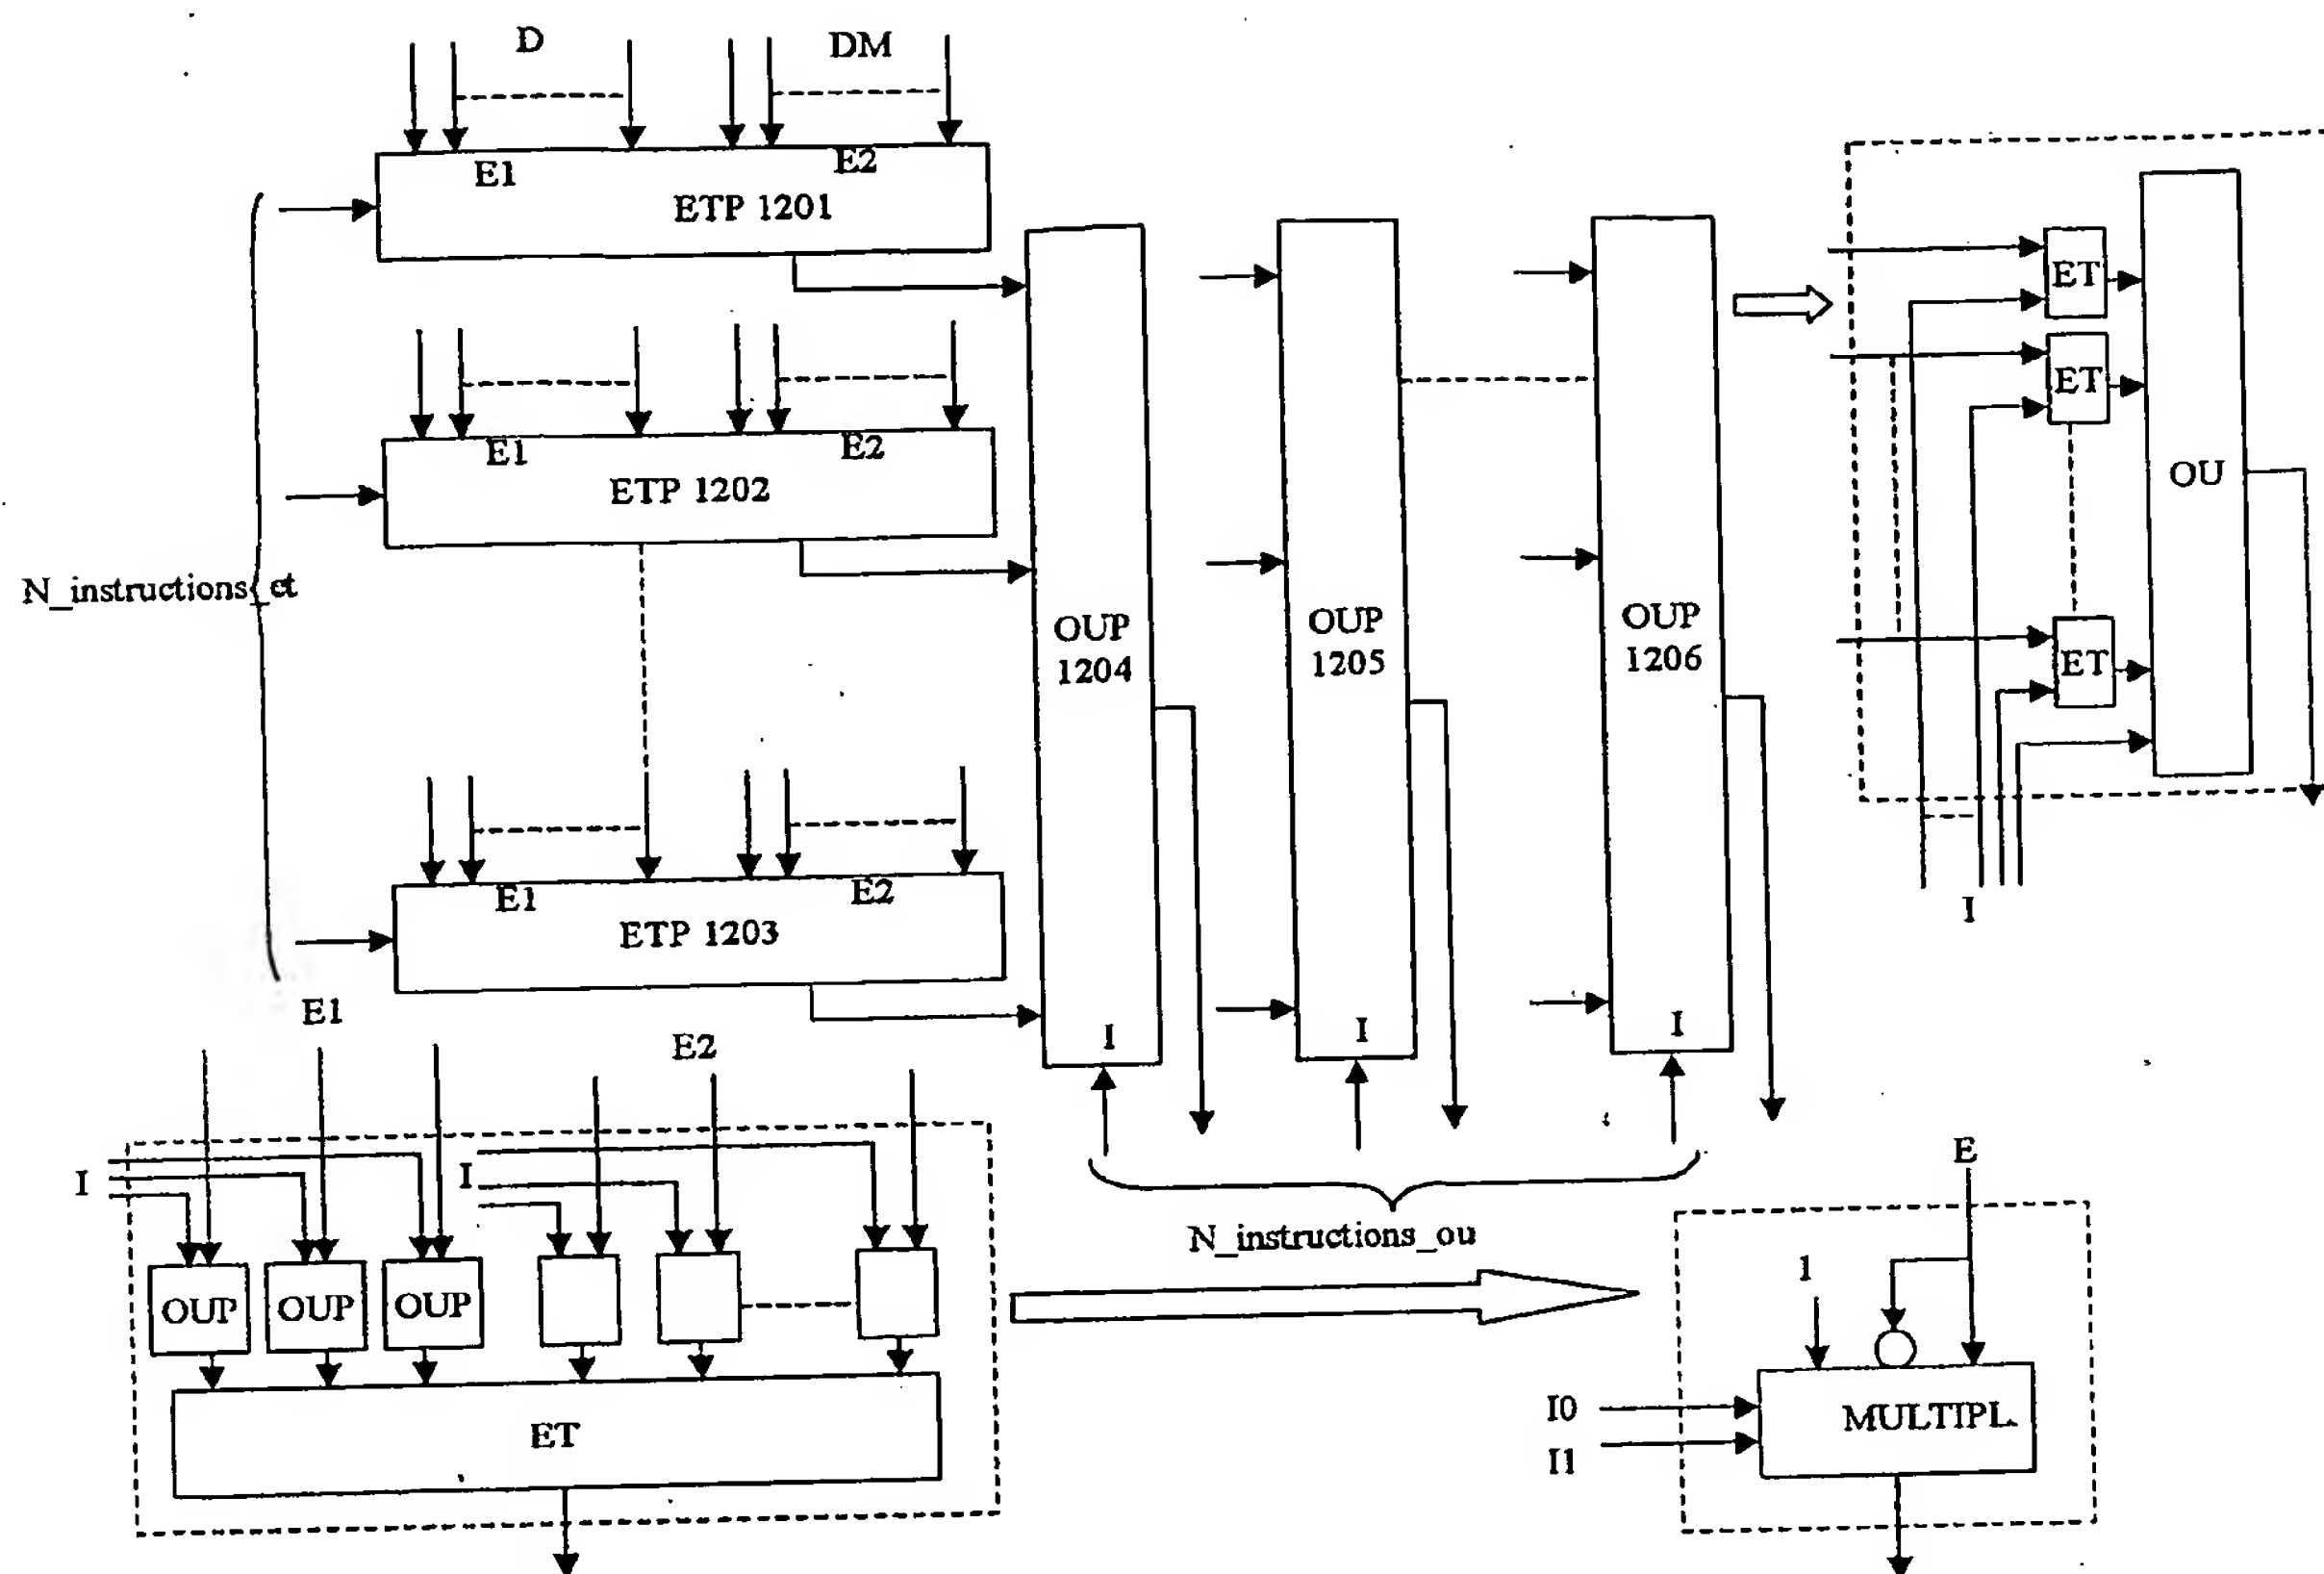 D
DM
E1
E2
ETP 1201
E1
E2
ETP 1202
N_instructions_et
E1
E2
ETP 1203
OUP
1204
I
OUP
1205
I
OUP
1206
I
N_instructions_ou
ET
ET
ET
OU
I
E1
E2
I
I
OUP
OUP
OUP
ET
E
1
I0
I1
MULTIPL.